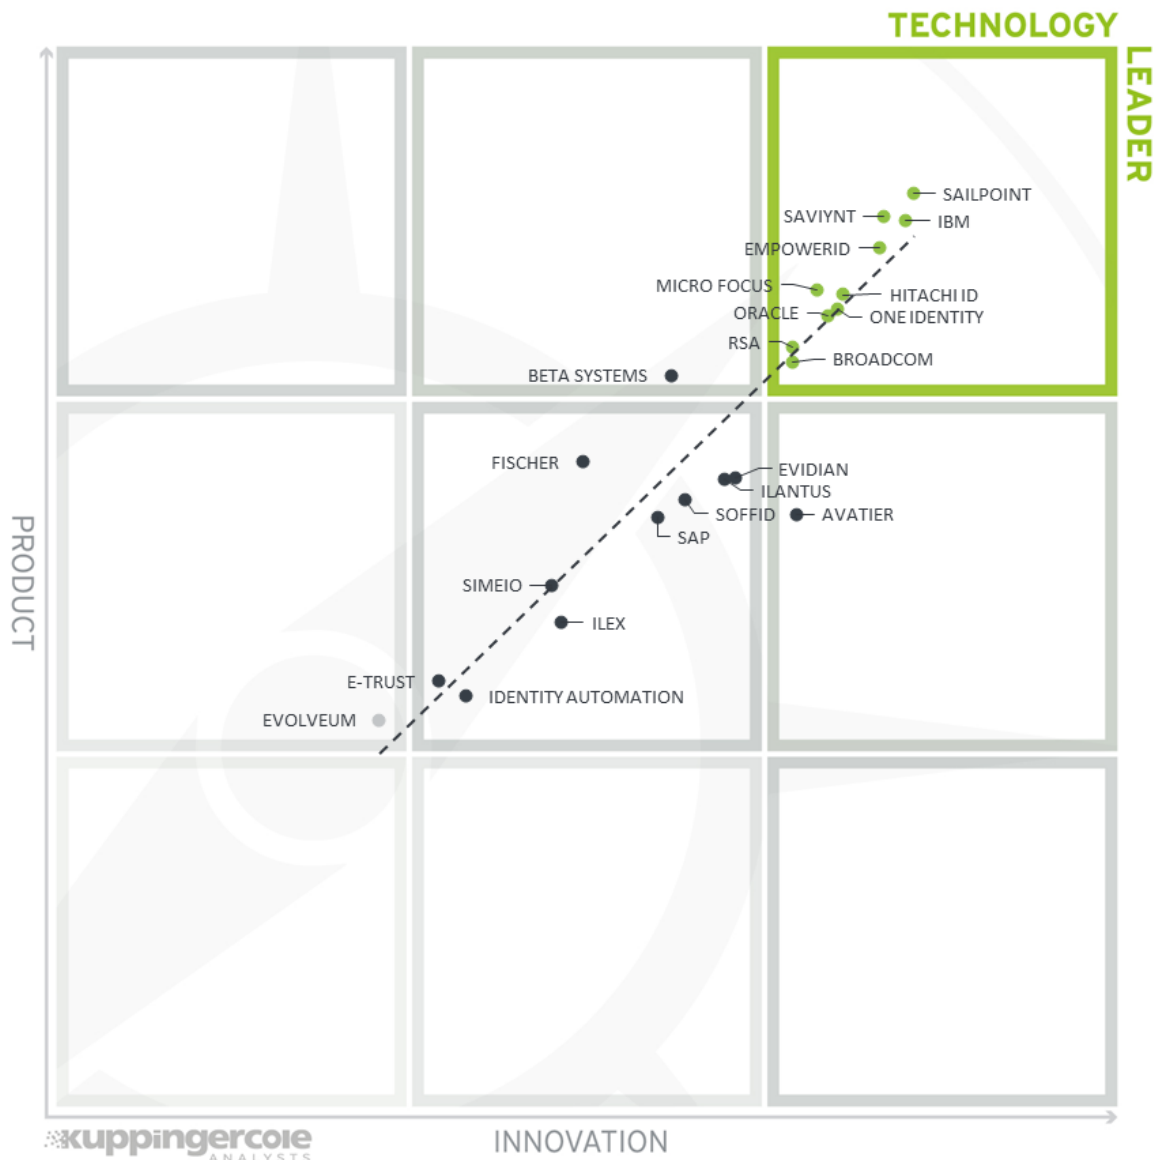 TECHNOLOGY
LEADER
SAILPOINT
SAVIYNT
IBM
EMPOWERID
MICRO FOCUS
HITACHI ID
ORACLE
ONE IDENTITY
RSA
BROADCOM
BETA SYSTEMS
FISCHER
EVIDIAN
ILANTUS
SOFFID
AVATIER
SAP
SIMEIO
ILEX
E-TRUST
IDENTITY AUTOMATION
EVOLVEUM
PRODUCT
INNOVATION
kuppingercole
ANALYSTS